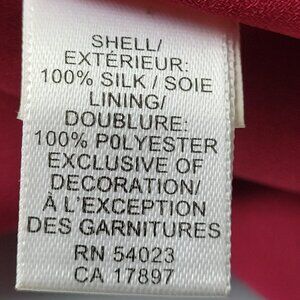 SHELL/
EXTÉRIEUR:
100% SILK / SOIE
LINING/
DOUBLURE:
100% POLYESTER
EXCLUSIVE OF
DECORATION/
À L'EXCEPTION
DES GARNITURES
RN 54023
CA 17897